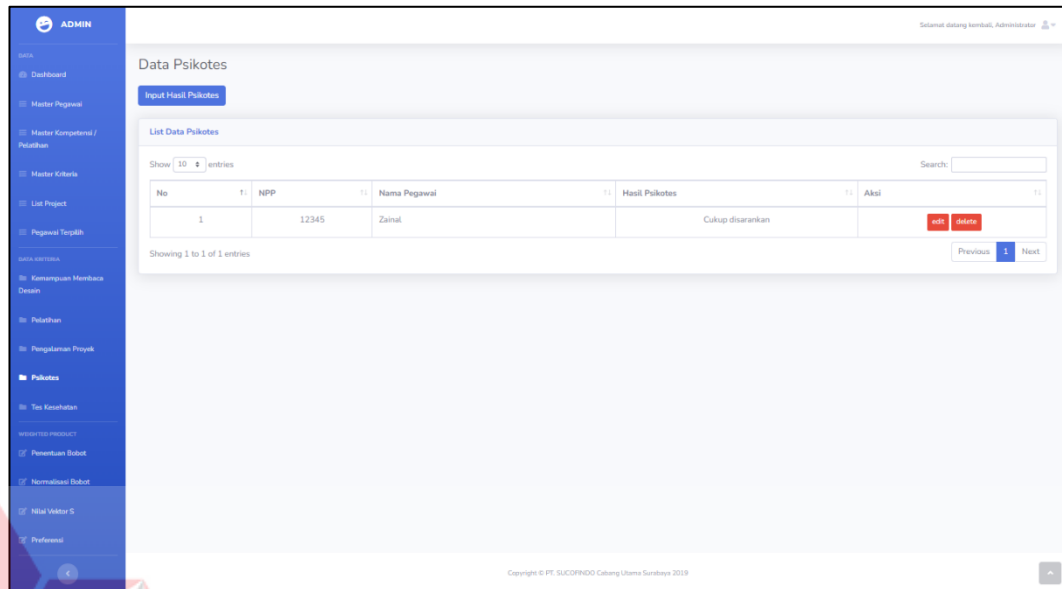 ADMIN
Selamat datang kembali, Administrator
DATA
Dashboard
Master Pegawai
Master Kompetensi /
Pelatihan
Master Kriteria
List Project
Pegawai Terpilih
DATA KRITERIA
Kemampuan Membaca
Desain
Pelatihan
Pengalaman Proyek
Psikotes
Tes Kesehatan
WEIGHTED PRODUCT
Penentuan Bobot
Normalisasi Bobot
Nilai Vektor S
Preferensi
Data Psikotes
Input Hasil Psikotes
List Data Psikotes
Show 10 entries
Search:
No NPP Nama Pegawai Hasil Psikotes Aksi
1 12345 Zainal Cukup disarankan edit delete
Showing 1 to 1 of 1 entries
Previous 1 Next
Copyright © PT. SUCOFINDO Cabang Utama Surabaya 2019